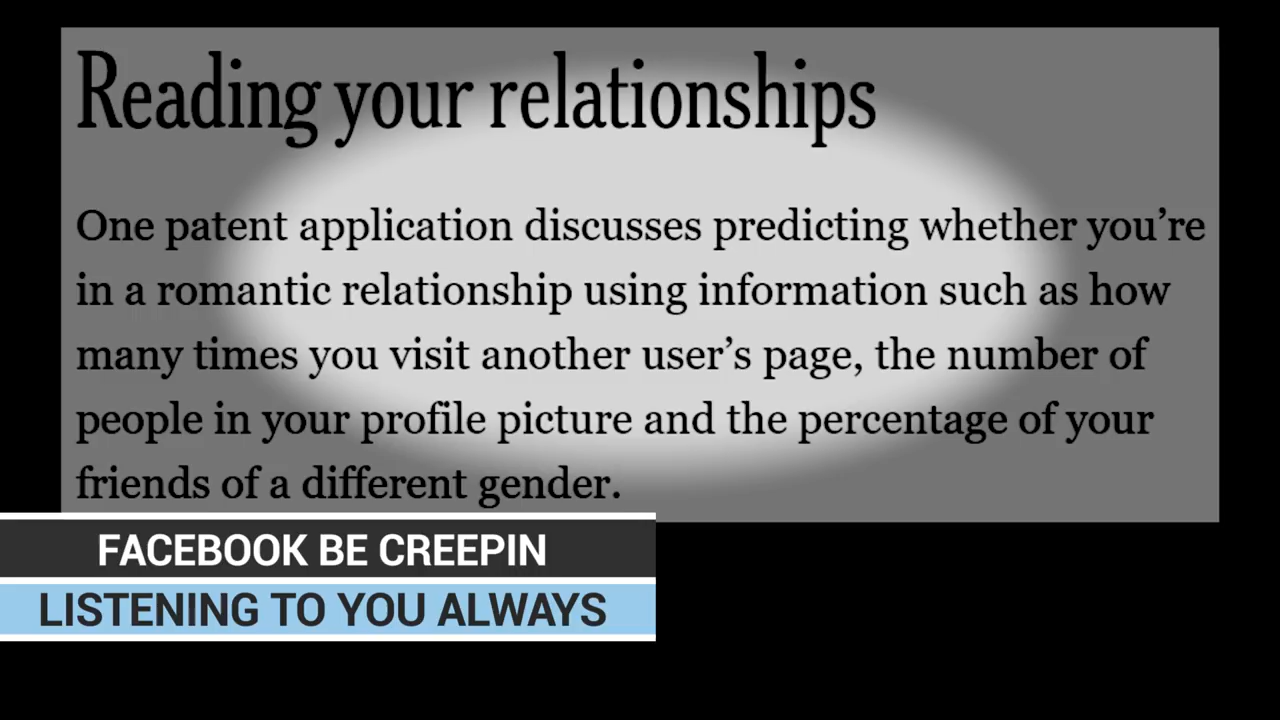 Reading your relationships
One patent application discusses predicting whether you’re
in a romantic relationship using information such as how
many times you visit another user’s page, the number of
people in your profile picture and the percentage of your
friends of a different gender.
FACEBOOK BE CREEPIN
LISTENING TO YOU ALWAYS